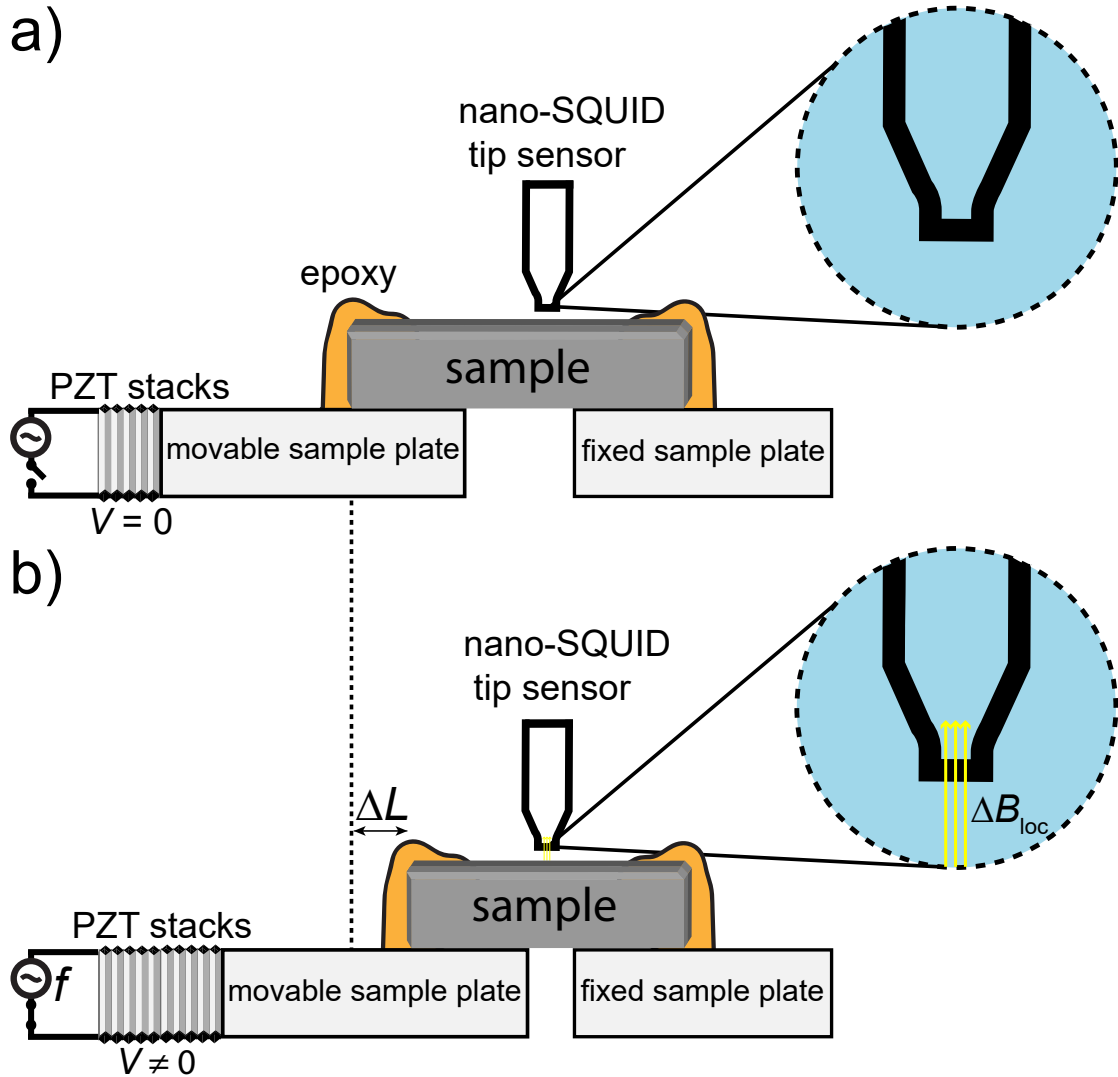 a)
nano-SQUID
tip sensor
epoxy
sample
PZT stacks
movable sample plate
fixed sample plate
V = 0
b)
nano-SQUID
tip sensor
ΔL
ΔB_loc
sample
PZT stacks
f
movable sample plate
fixed sample plate
V ≠ 0